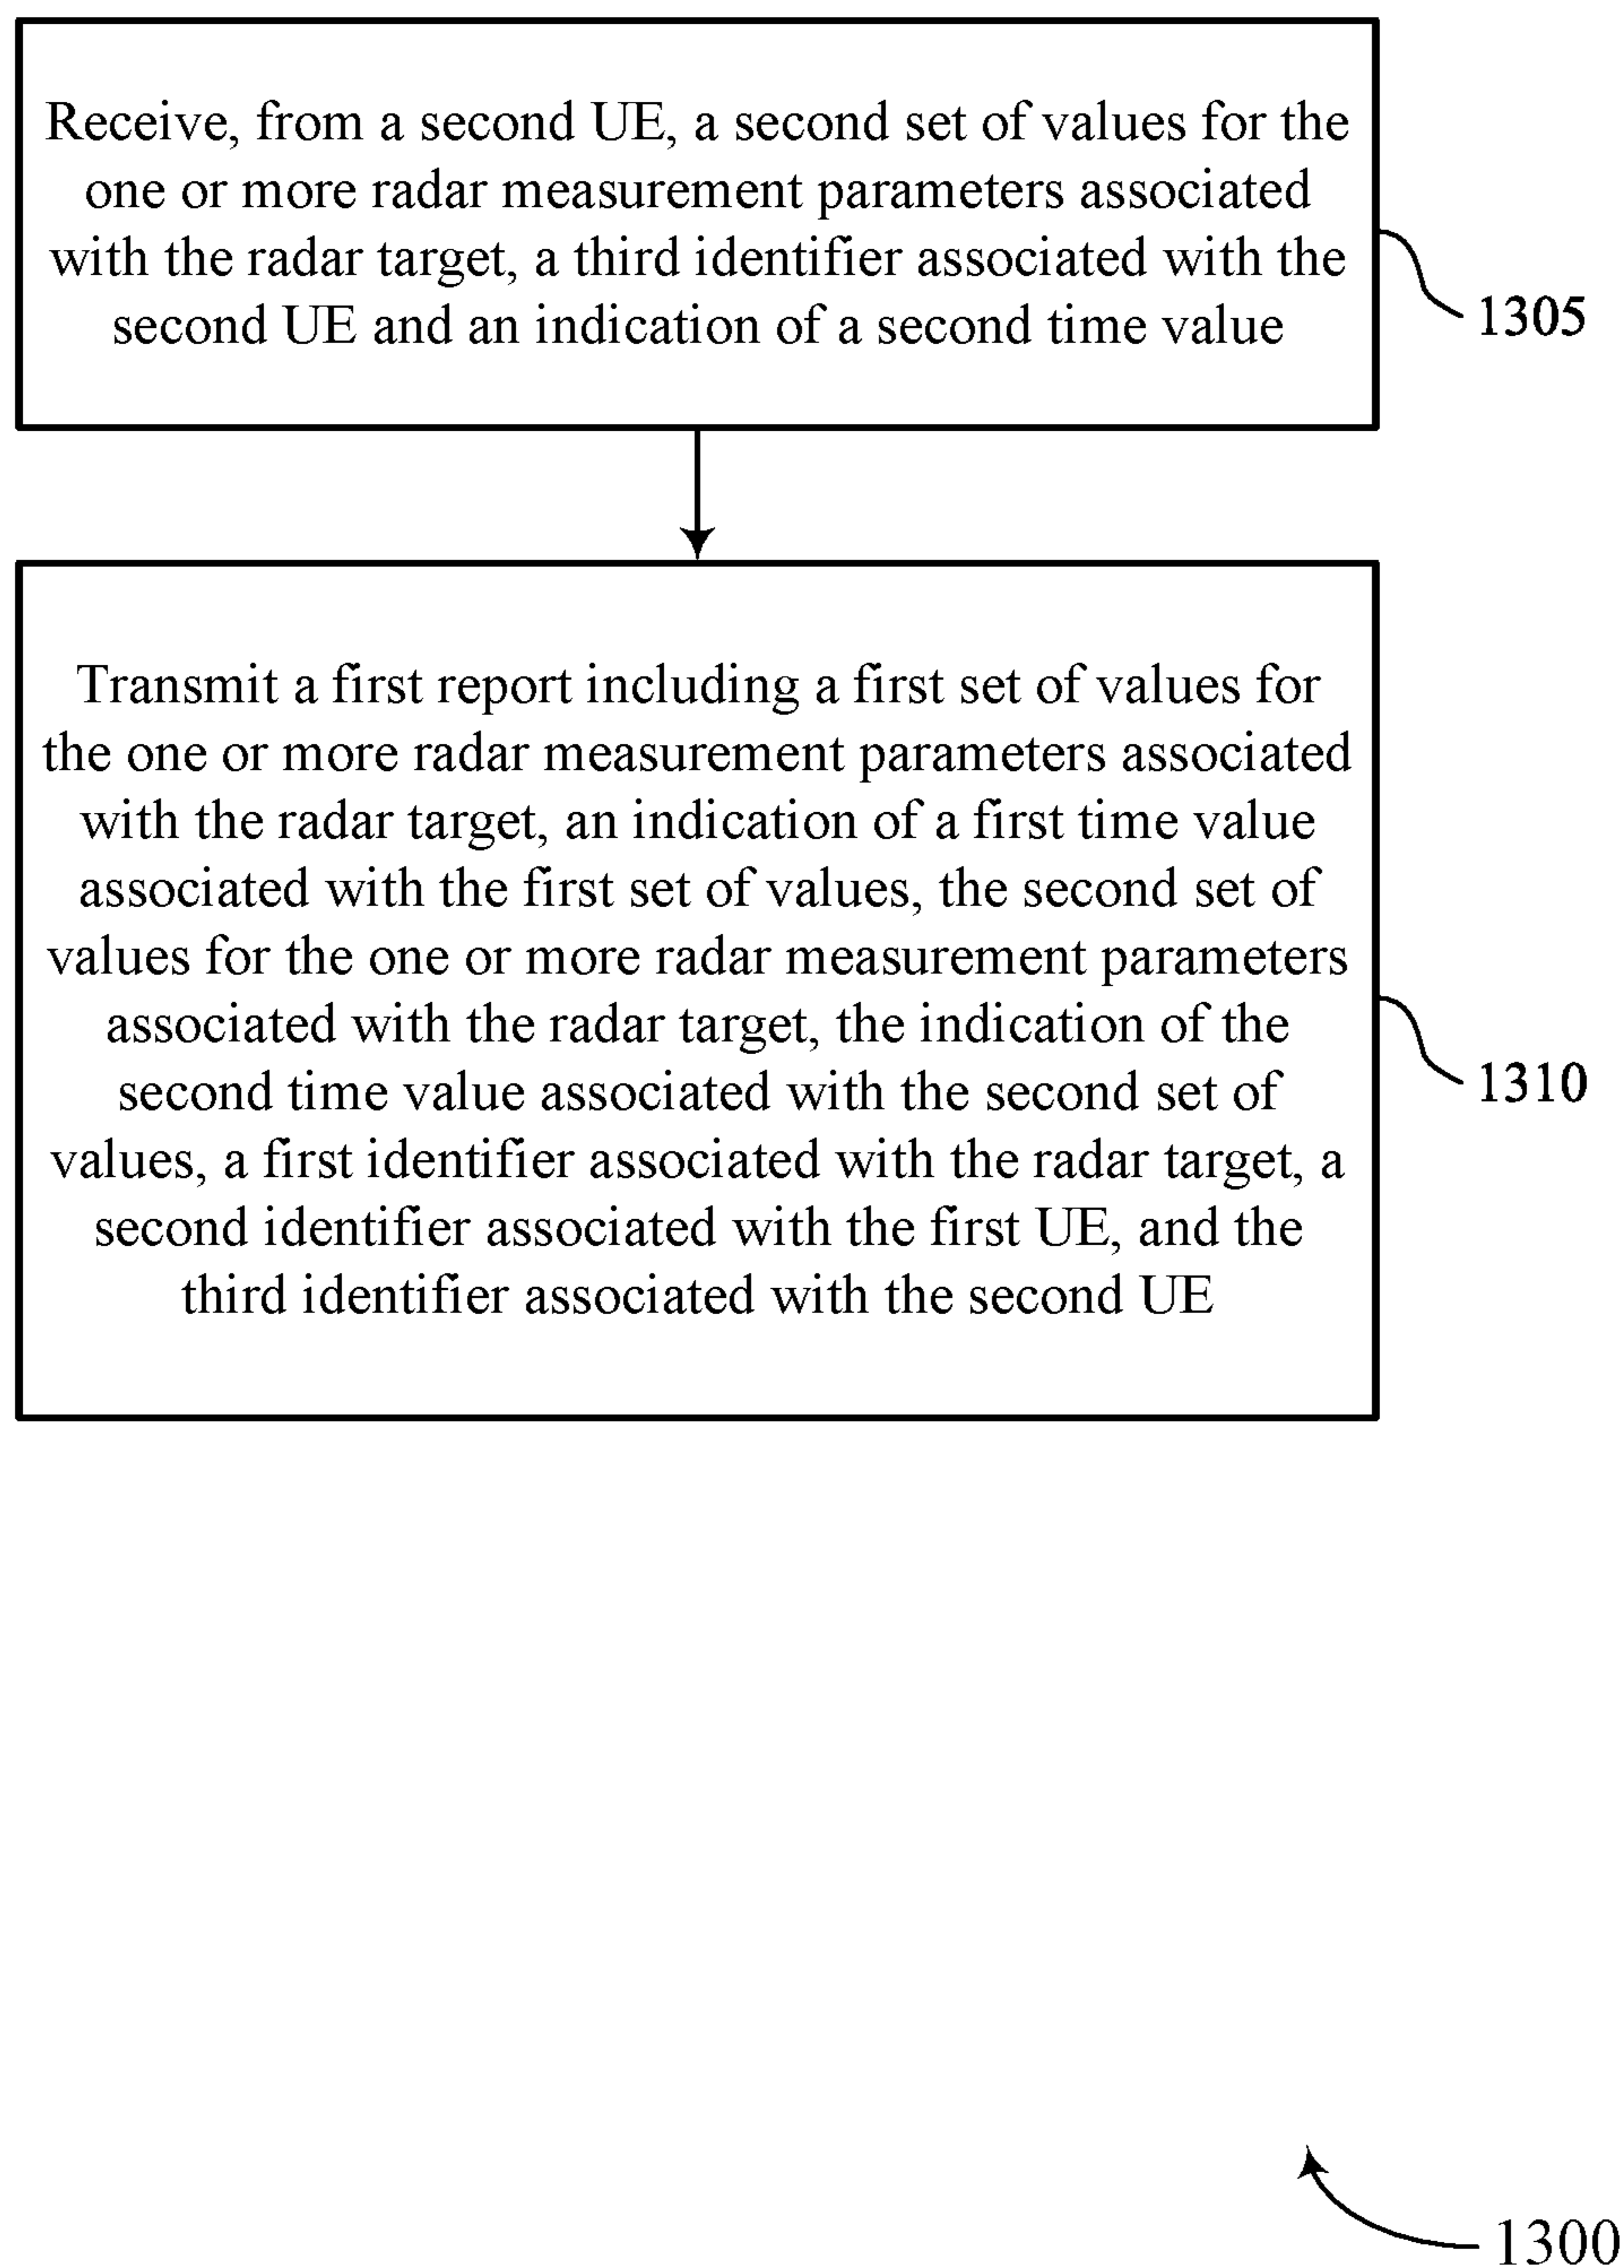 Receive, from a second UE, a second set of values for the
one or more radar measurement parameters associated
with the radar target, a third identifier associated with the
second UE and an indication of a second time value
1305
Transmit a first report including a first set of values for
the one or more radar measurement parameters associated
with the radar target, an indication of a first time value
associated with the first set of values, the second set of
values for the one or more radar measurement parameters
associated with the radar target, the indication of the
second time value associated with the second set of
values, a first identifier associated with the radar target, a
second identifier associated with the first UE, and the
third identifier associated with the second UE
1310
1300